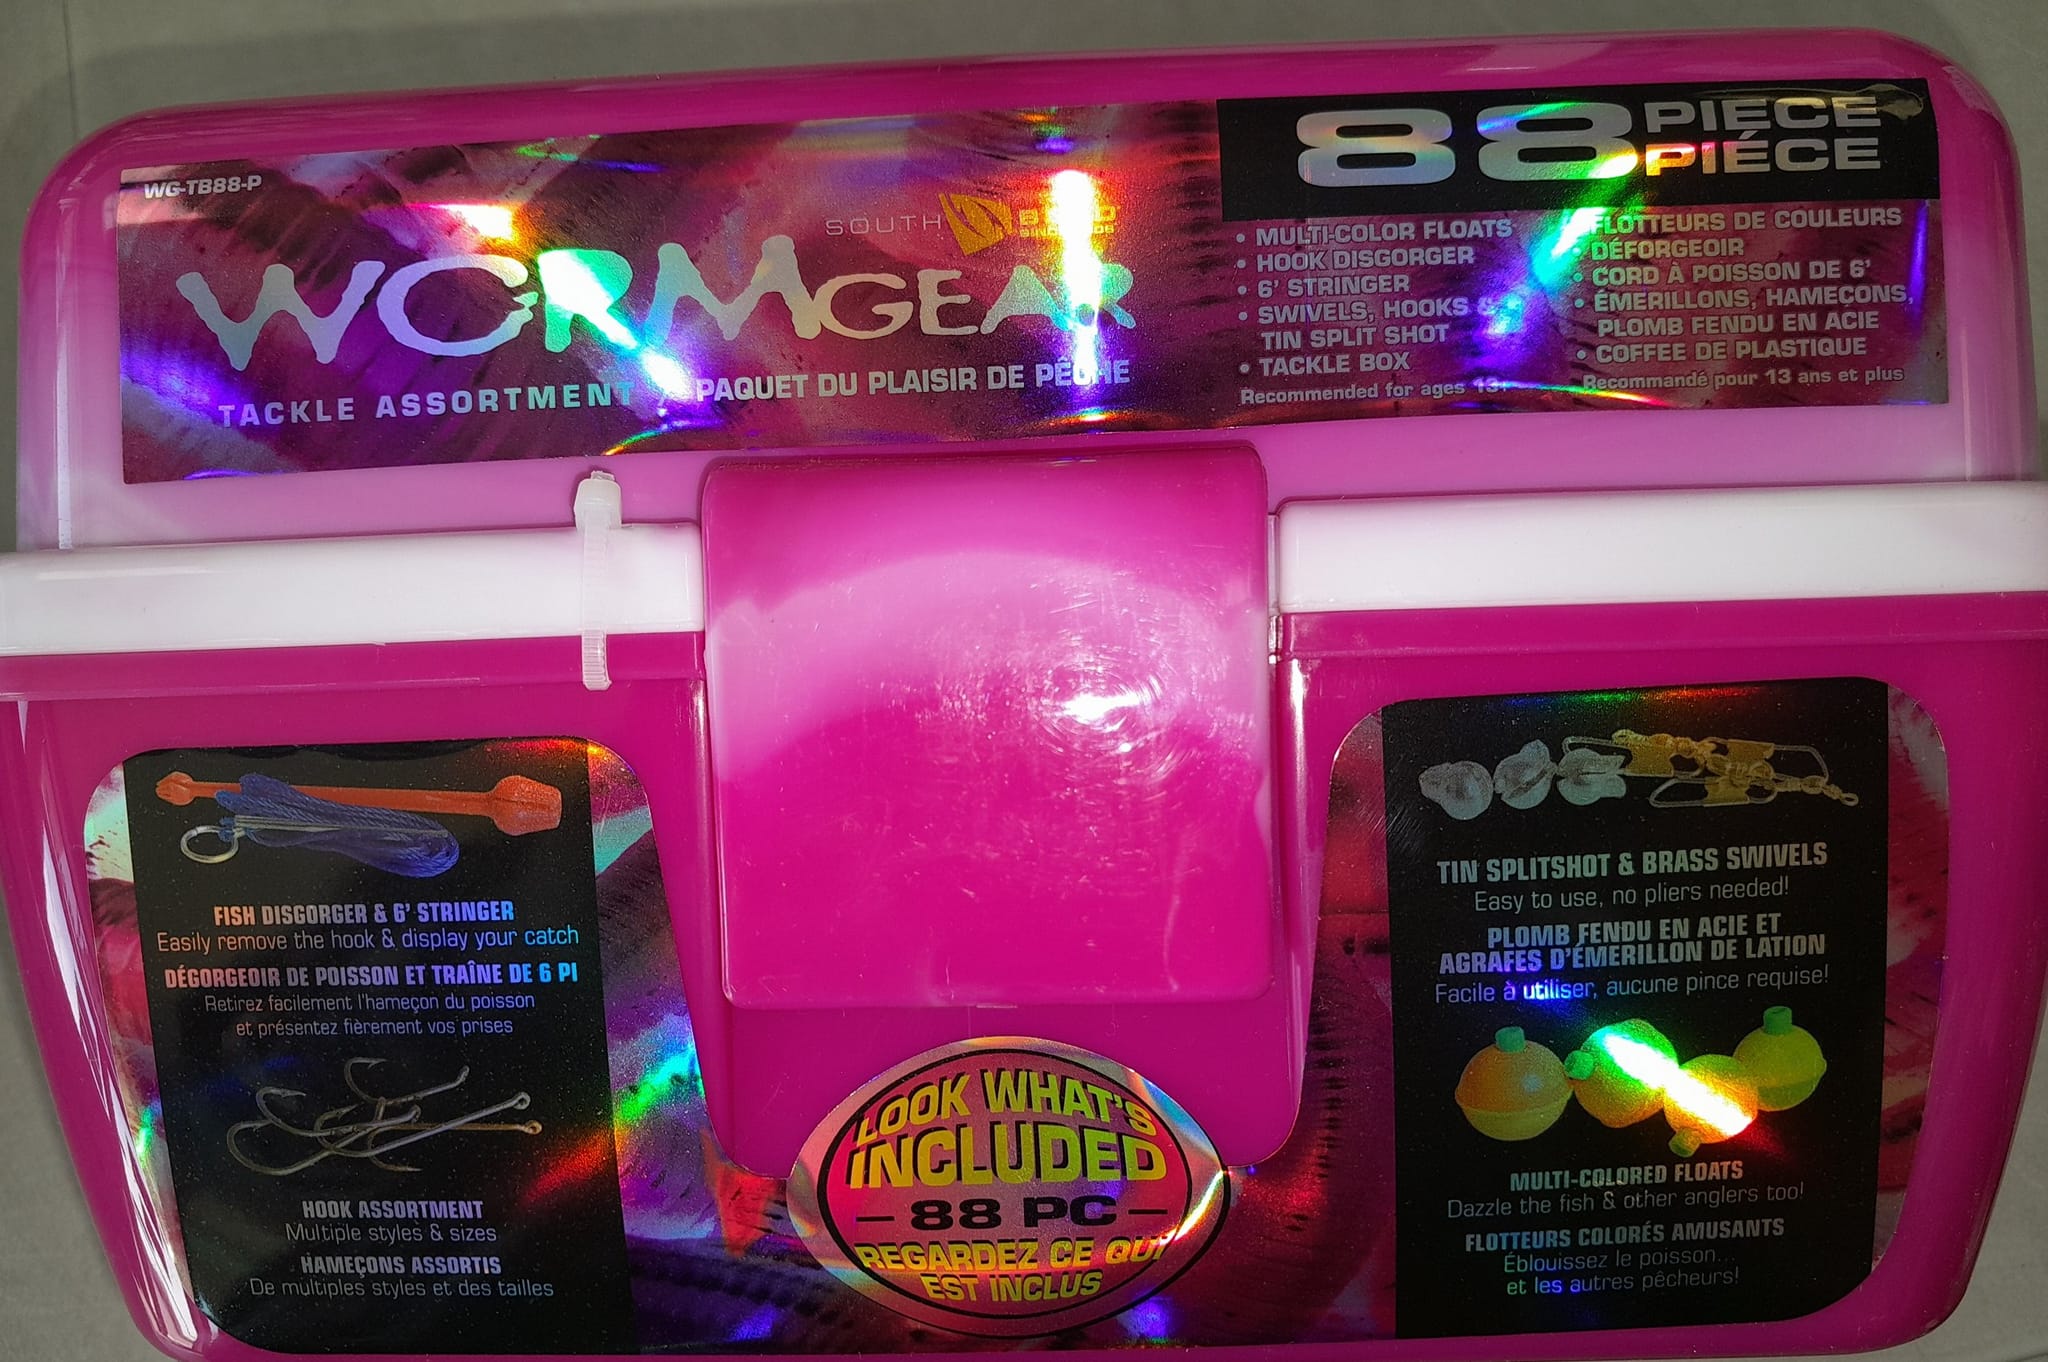 WG-TB88-P
SOUTH BEND
WORMGEAR
TACKLE ASSORTMENT / PAQUET DU PLAISIR DE PÊCHE
88 PIECE
PIÉCE
• MULTI-COLOR FLOATS
• HOOK DISGORGER
• 6' STRINGER
• SWIVELS, HOOKS &
TIN SPLIT SHOT
• TACKLE BOX
Recommended for ages 13+
• FLOTTEURS DE COULEURS
• DÉFORGEOIR
• CORD À POISSON DE 6'
• ÉMERILLONS, HAMEÇONS,
PLOMB FENDU EN ACIE
• COFFEE DE PLASTIQUE
Recommandé pour 13 ans et plus
FISH DISGORGER & 6' STRINGER
Easily remove the hook & display your catch
DÉGORGEOIR DE POISSON ET TRAÎNE DE 6 PI
Retirez facilement l'hameçon du poisson
et présentez fièrement vos prises
HOOK ASSORTMENT
Multiple styles & sizes
HAMEÇONS ASSORTIS
De multiples styles et des tailles
LOOK WHAT'S
INCLUDED
– 88 PC –
REGARDEZ CE QUI
EST INCLUS
TIN SPLITSHOT & BRASS SWIVELS
Easy to use, no pliers needed!
PLOMB FENDU EN ACIE ET
AGRAFES D'ÉMERILLON DE LATION
Facile à utiliser, aucune pince requise!
MULTI-COLORED FLOATS
Dazzle the fish & other anglers too!
FLOTTEURS COLORÉS AMUSANTS
Éblouissez le poisson...
et les autres pêcheurs!